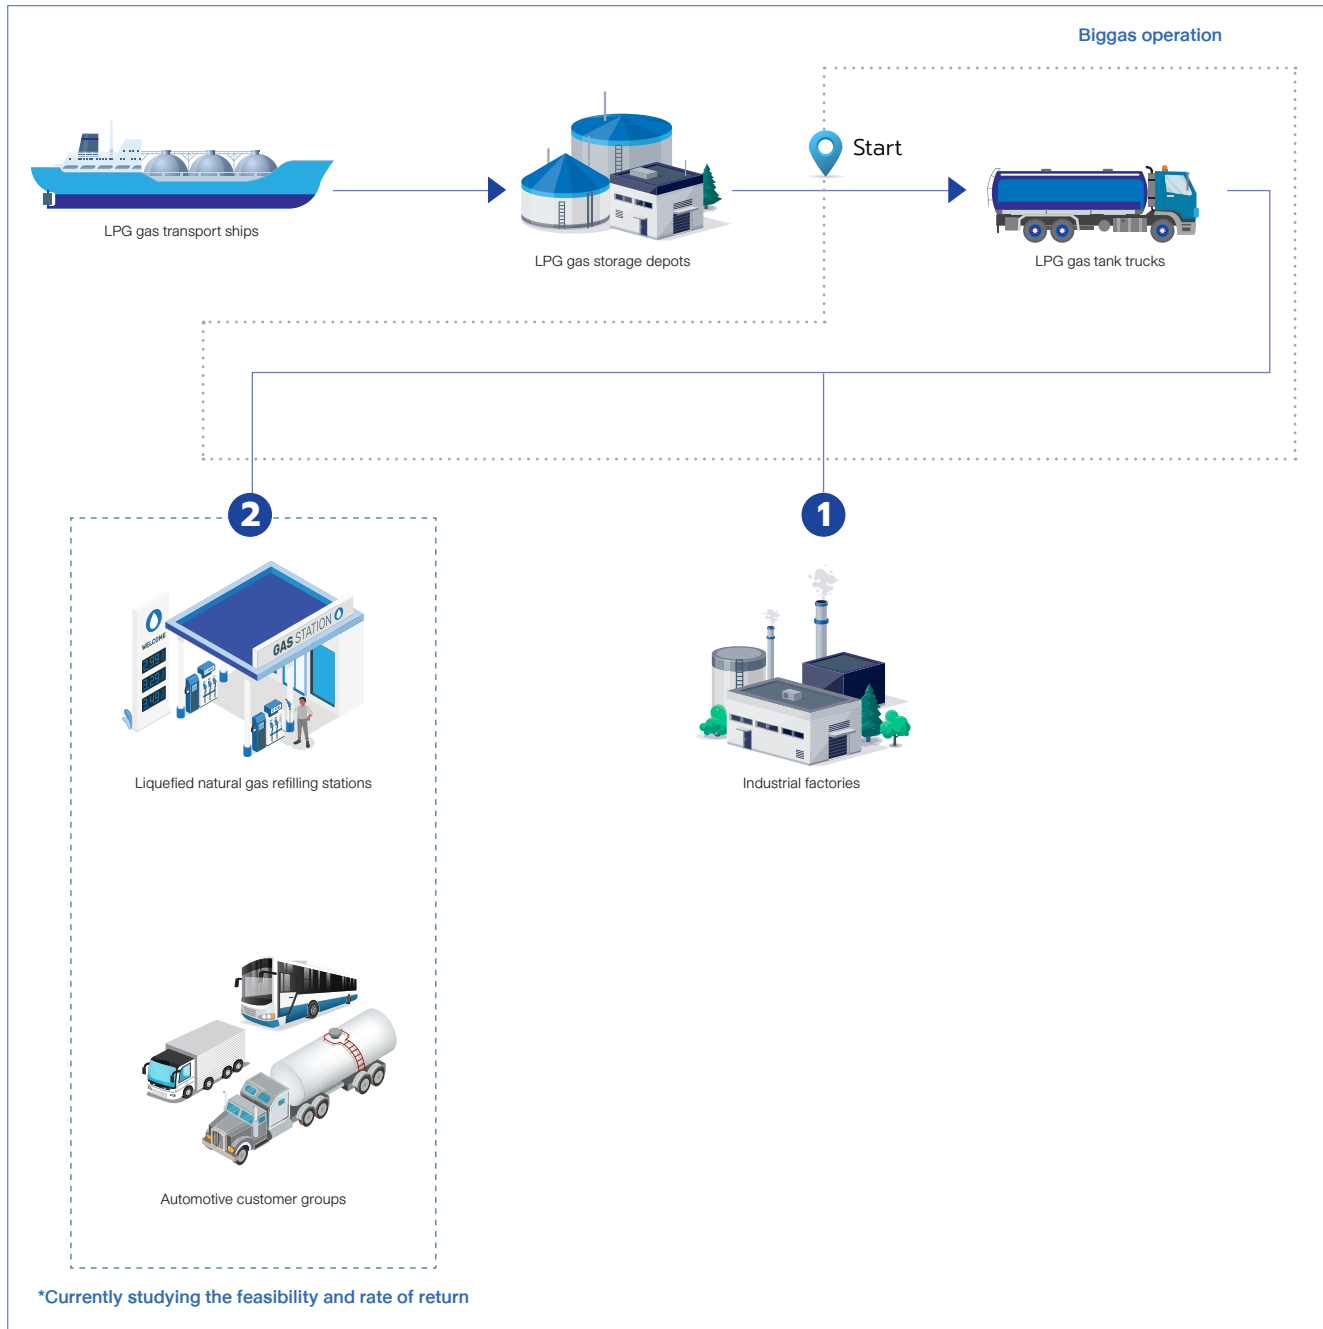 Biggas operation
Start
LPG gas transport ships
LPG gas storage depots
LPG gas tank trucks
2
1
WELCOME
GAS STATION
Liquefied natural gas refilling stations
Industrial factories
Automotive customer groups
*Currently studying the feasibility and rate of return